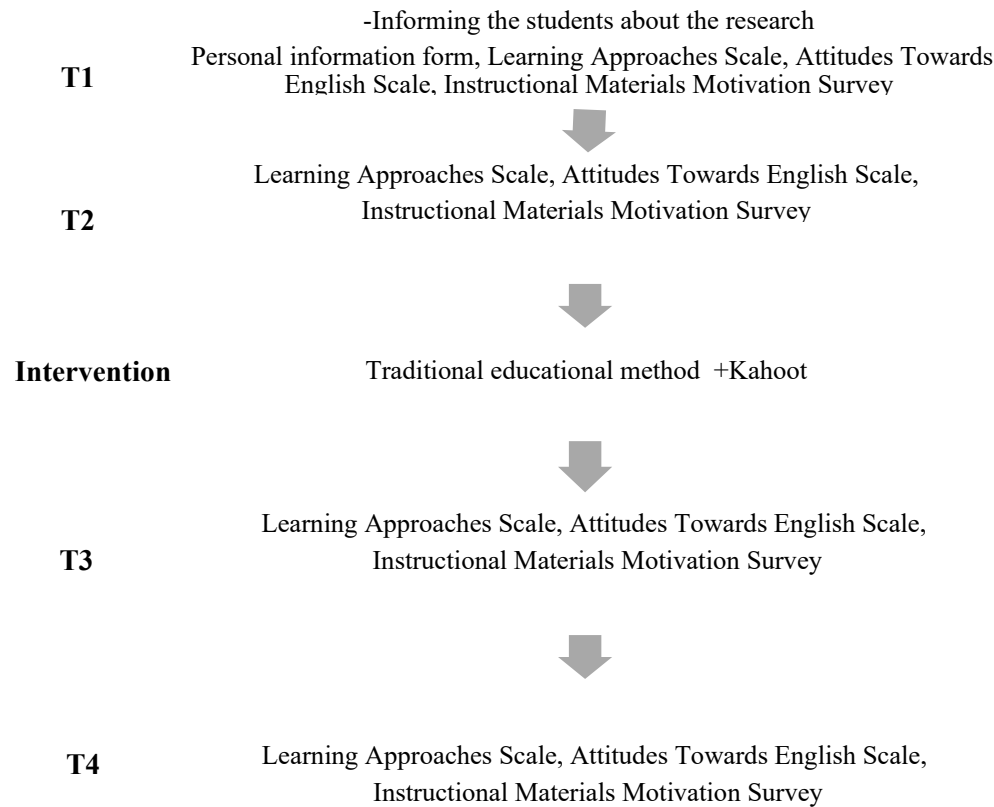 -Informing the students about the research
T1
Personal information form, Learning Approaches Scale, Attitudes Towards
English Scale, Instructional Materials Motivation Survey
Learning Approaches Scale, Attitudes Towards English Scale,
T2
Instructional Materials Motivation Survey
Intervention
Traditional educational method +Kahoot
Learning Approaches Scale, Attitudes Towards English Scale,
T3
Instructional Materials Motivation Survey
T4
Learning Approaches Scale, Attitudes Towards English Scale,
Instructional Materials Motivation Survey